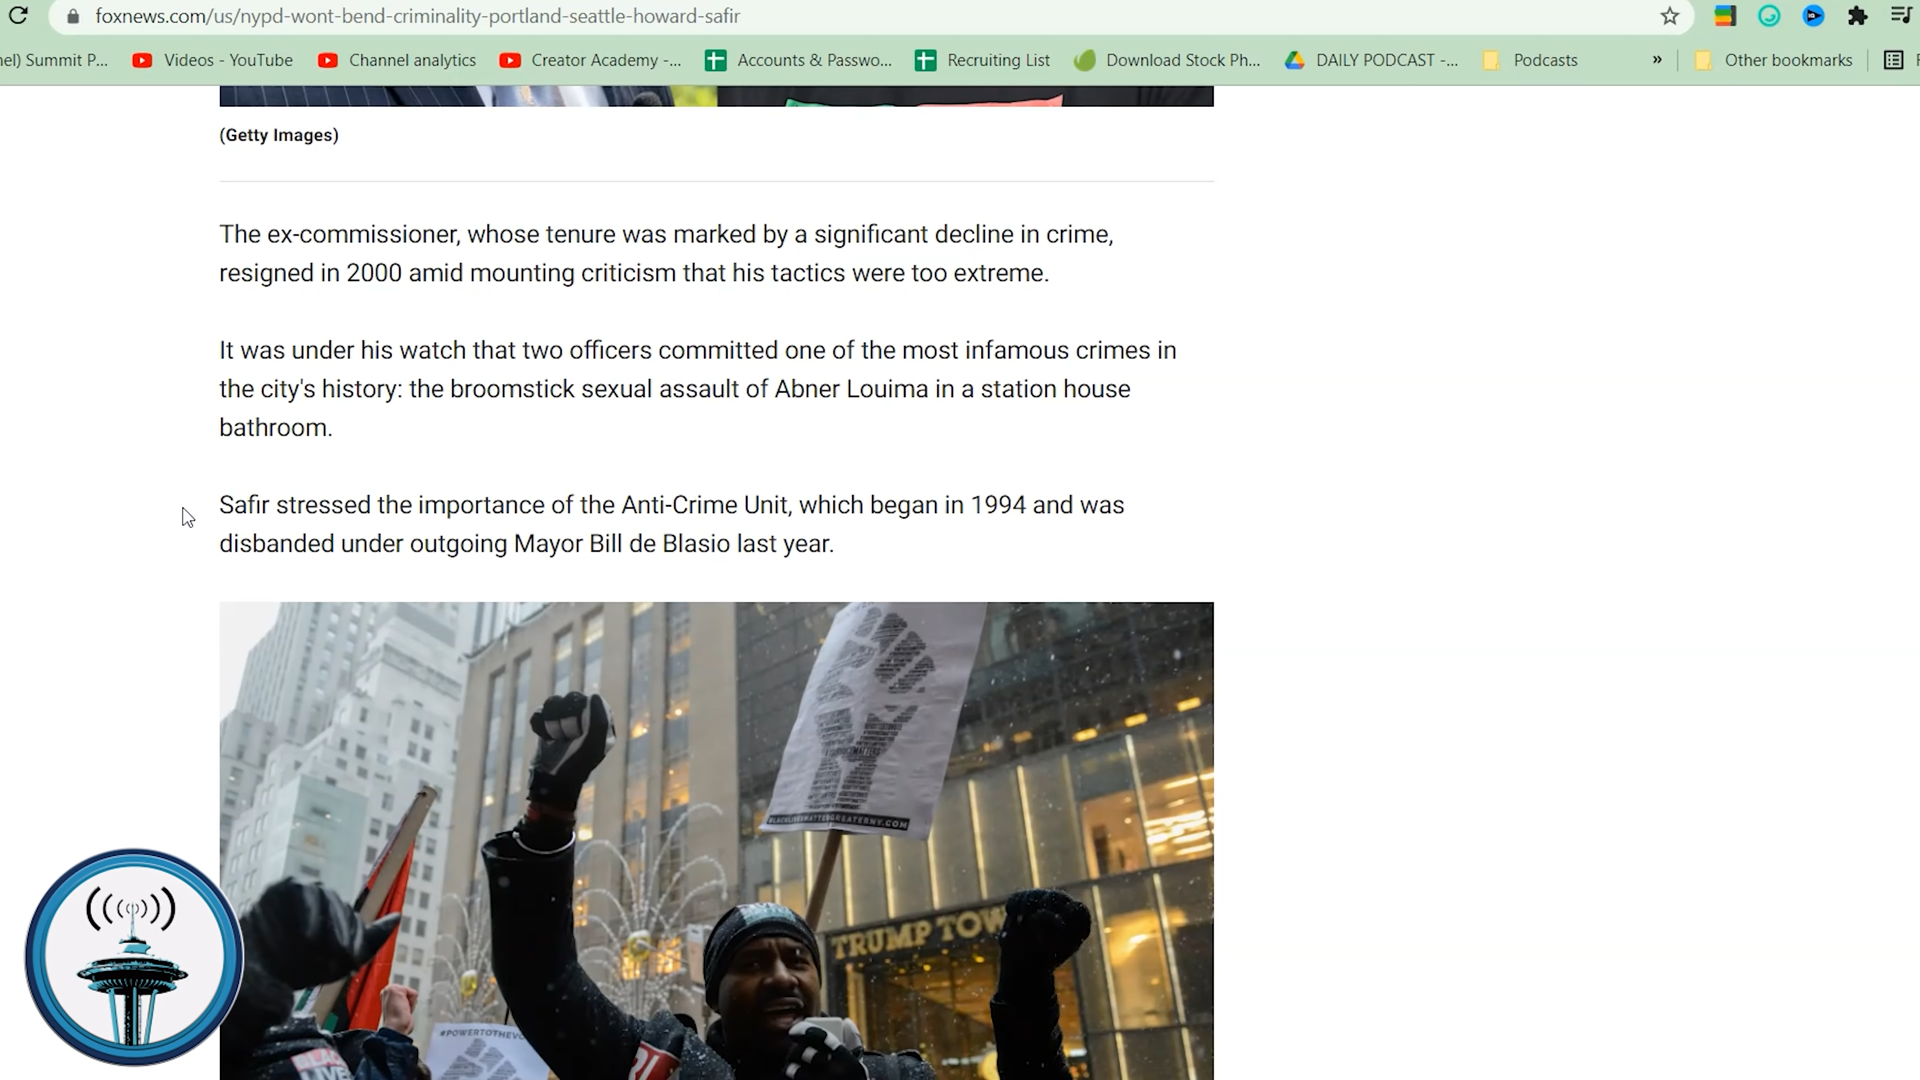 foxnews.com/us/nypd-wont-bend-criminality-portland-seattle-howard-safir
nel) Summit P...
Videos - YouTube
Channel analytics
Creator Academy -...
Accounts & Passwo...
Recruiting List
Download Stock Ph...
DAILY PODCAST -...
Podcasts
»
Other bookmarks
(Getty Images)
The ex-commissioner, whose tenure was marked by a significant decline in crime,
resigned in 2000 amid mounting criticism that his tactics were too extreme.
It was under his watch that two officers committed one of the most infamous crimes in
the city's history: the broomstick sexual assault of Abner Louima in a station house
bathroom.
Safir stressed the importance of the Anti-Crime Unit, which began in 1994 and was
disbanded under outgoing Mayor Bill de Blasio last year.
BLACKLIVESMATTERGREATERNY.COM
TRUMP TOW
#POWERTOTHEVO